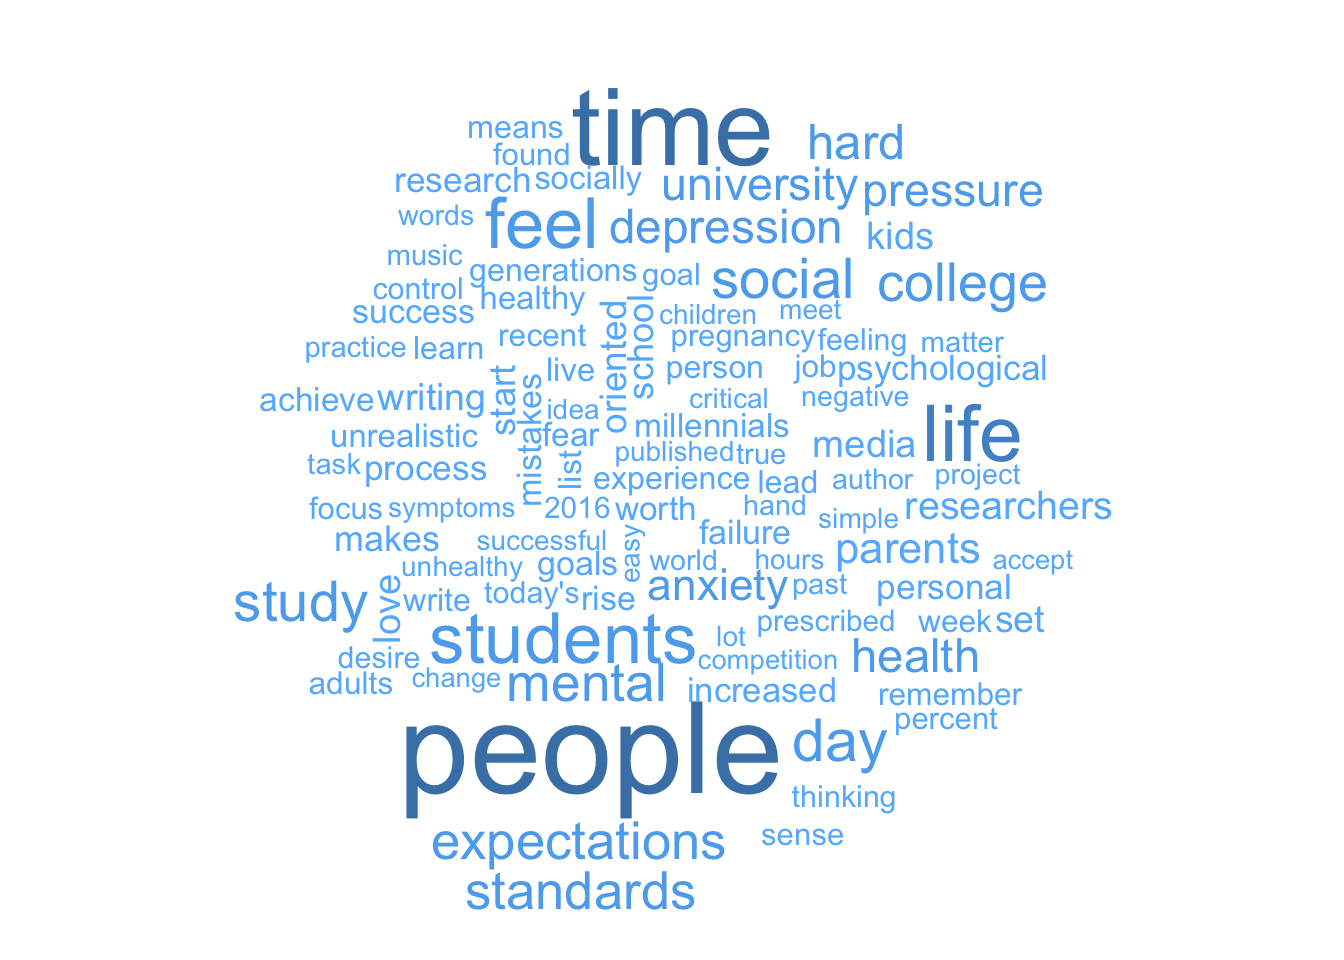 time
means
hard
found
research
socially
university
pressure
words
feel
depression
kids
music
generations
goal
social
college
control
healthy
success
oriented
school
children
meet
practice
learn
recent
pregnancy
feeling
matter
live
person
job
psychological
achieve
writing
start
mistakes
idea
critical
negative
unrealistic
fear
millennials
media
life
task
process
list
published
true
experience
lead
author
project
focus
symptoms
2016
worth
hand
simple
researchers
makes
successful
easy
failure
parents
unhealthy
goals
world
hours
accept
study
love
write
today's
rise
anxiety
past
personal
students
lot
prescribed
week
set
desire
competition
health
adults
change
mental
increased
remember
people
day
percent
thinking
expectations
sense
standards